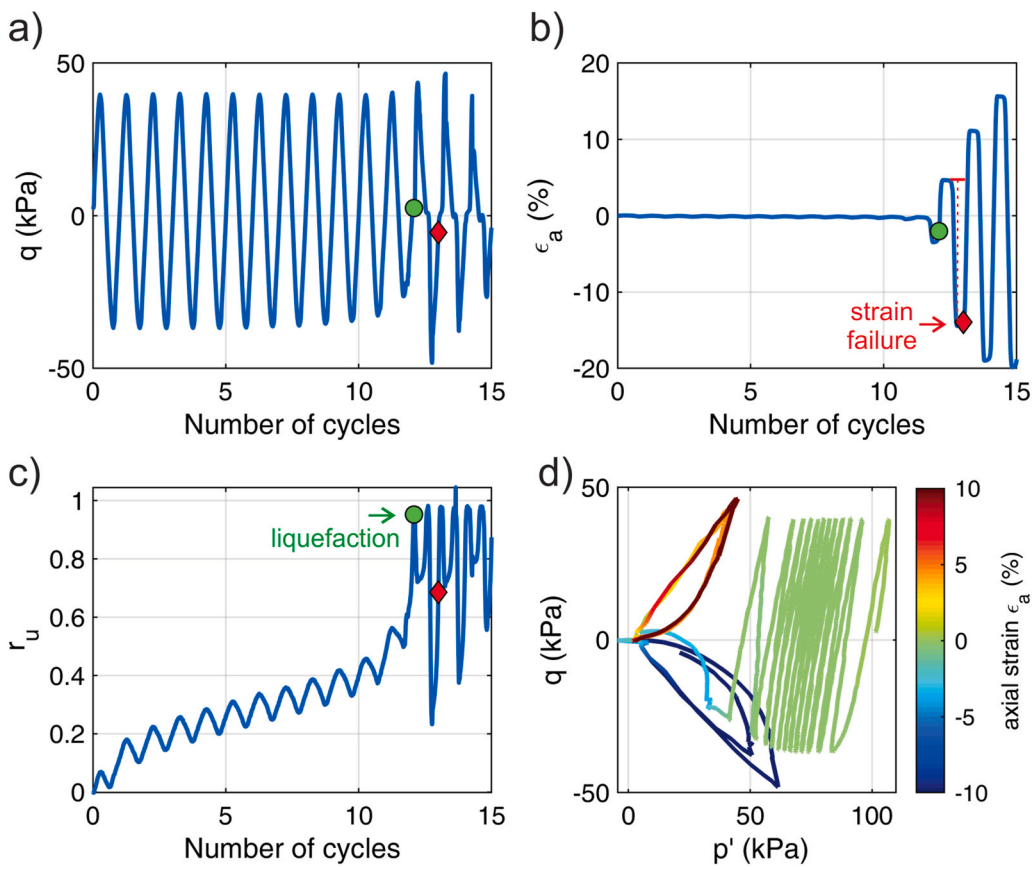 a)
50
0
-50
q (kPa)
0
5
10
15
Number of cycles
b)
20
10
0
-10
-20
ϵa (%)
strain
failure
0
5
10
15
Number of cycles
c)
1
0.8
0.6
0.4
0.2
0
ru
liquefaction
0
5
10
15
Number of cycles
d)
50
0
-50
q (kPa)
0
50
100
p' (kPa)
10
5
0
-5
-10
axial strain ϵa (%)